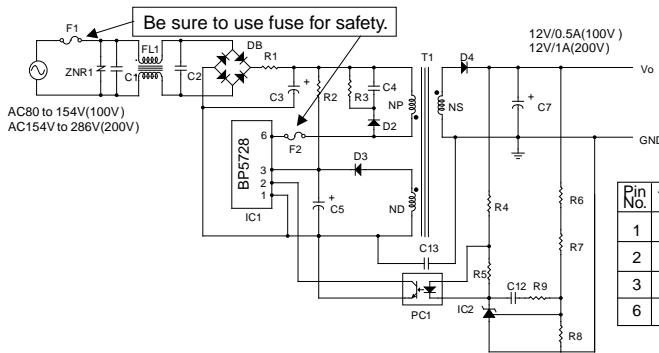 Be sure to use fuse for safety.
F1
FL1
DB
R1
T1
D4
12V/0.5A(100V)
12V/1A(200V)
Vo
ZNR1
C1
C2
C3
+
R2
R3
C4
NP
NS
+
C7
AC80 to 154V(100V)
AC154V to 286V(200V)
D2
GND
BP5728
6
3
2
1
IC1
F2
D3
+
C5
ND
R4
R6
R7
C13
R5
C12
R9
PC1
IC2
R8
Pin
No.
1
2
3
6